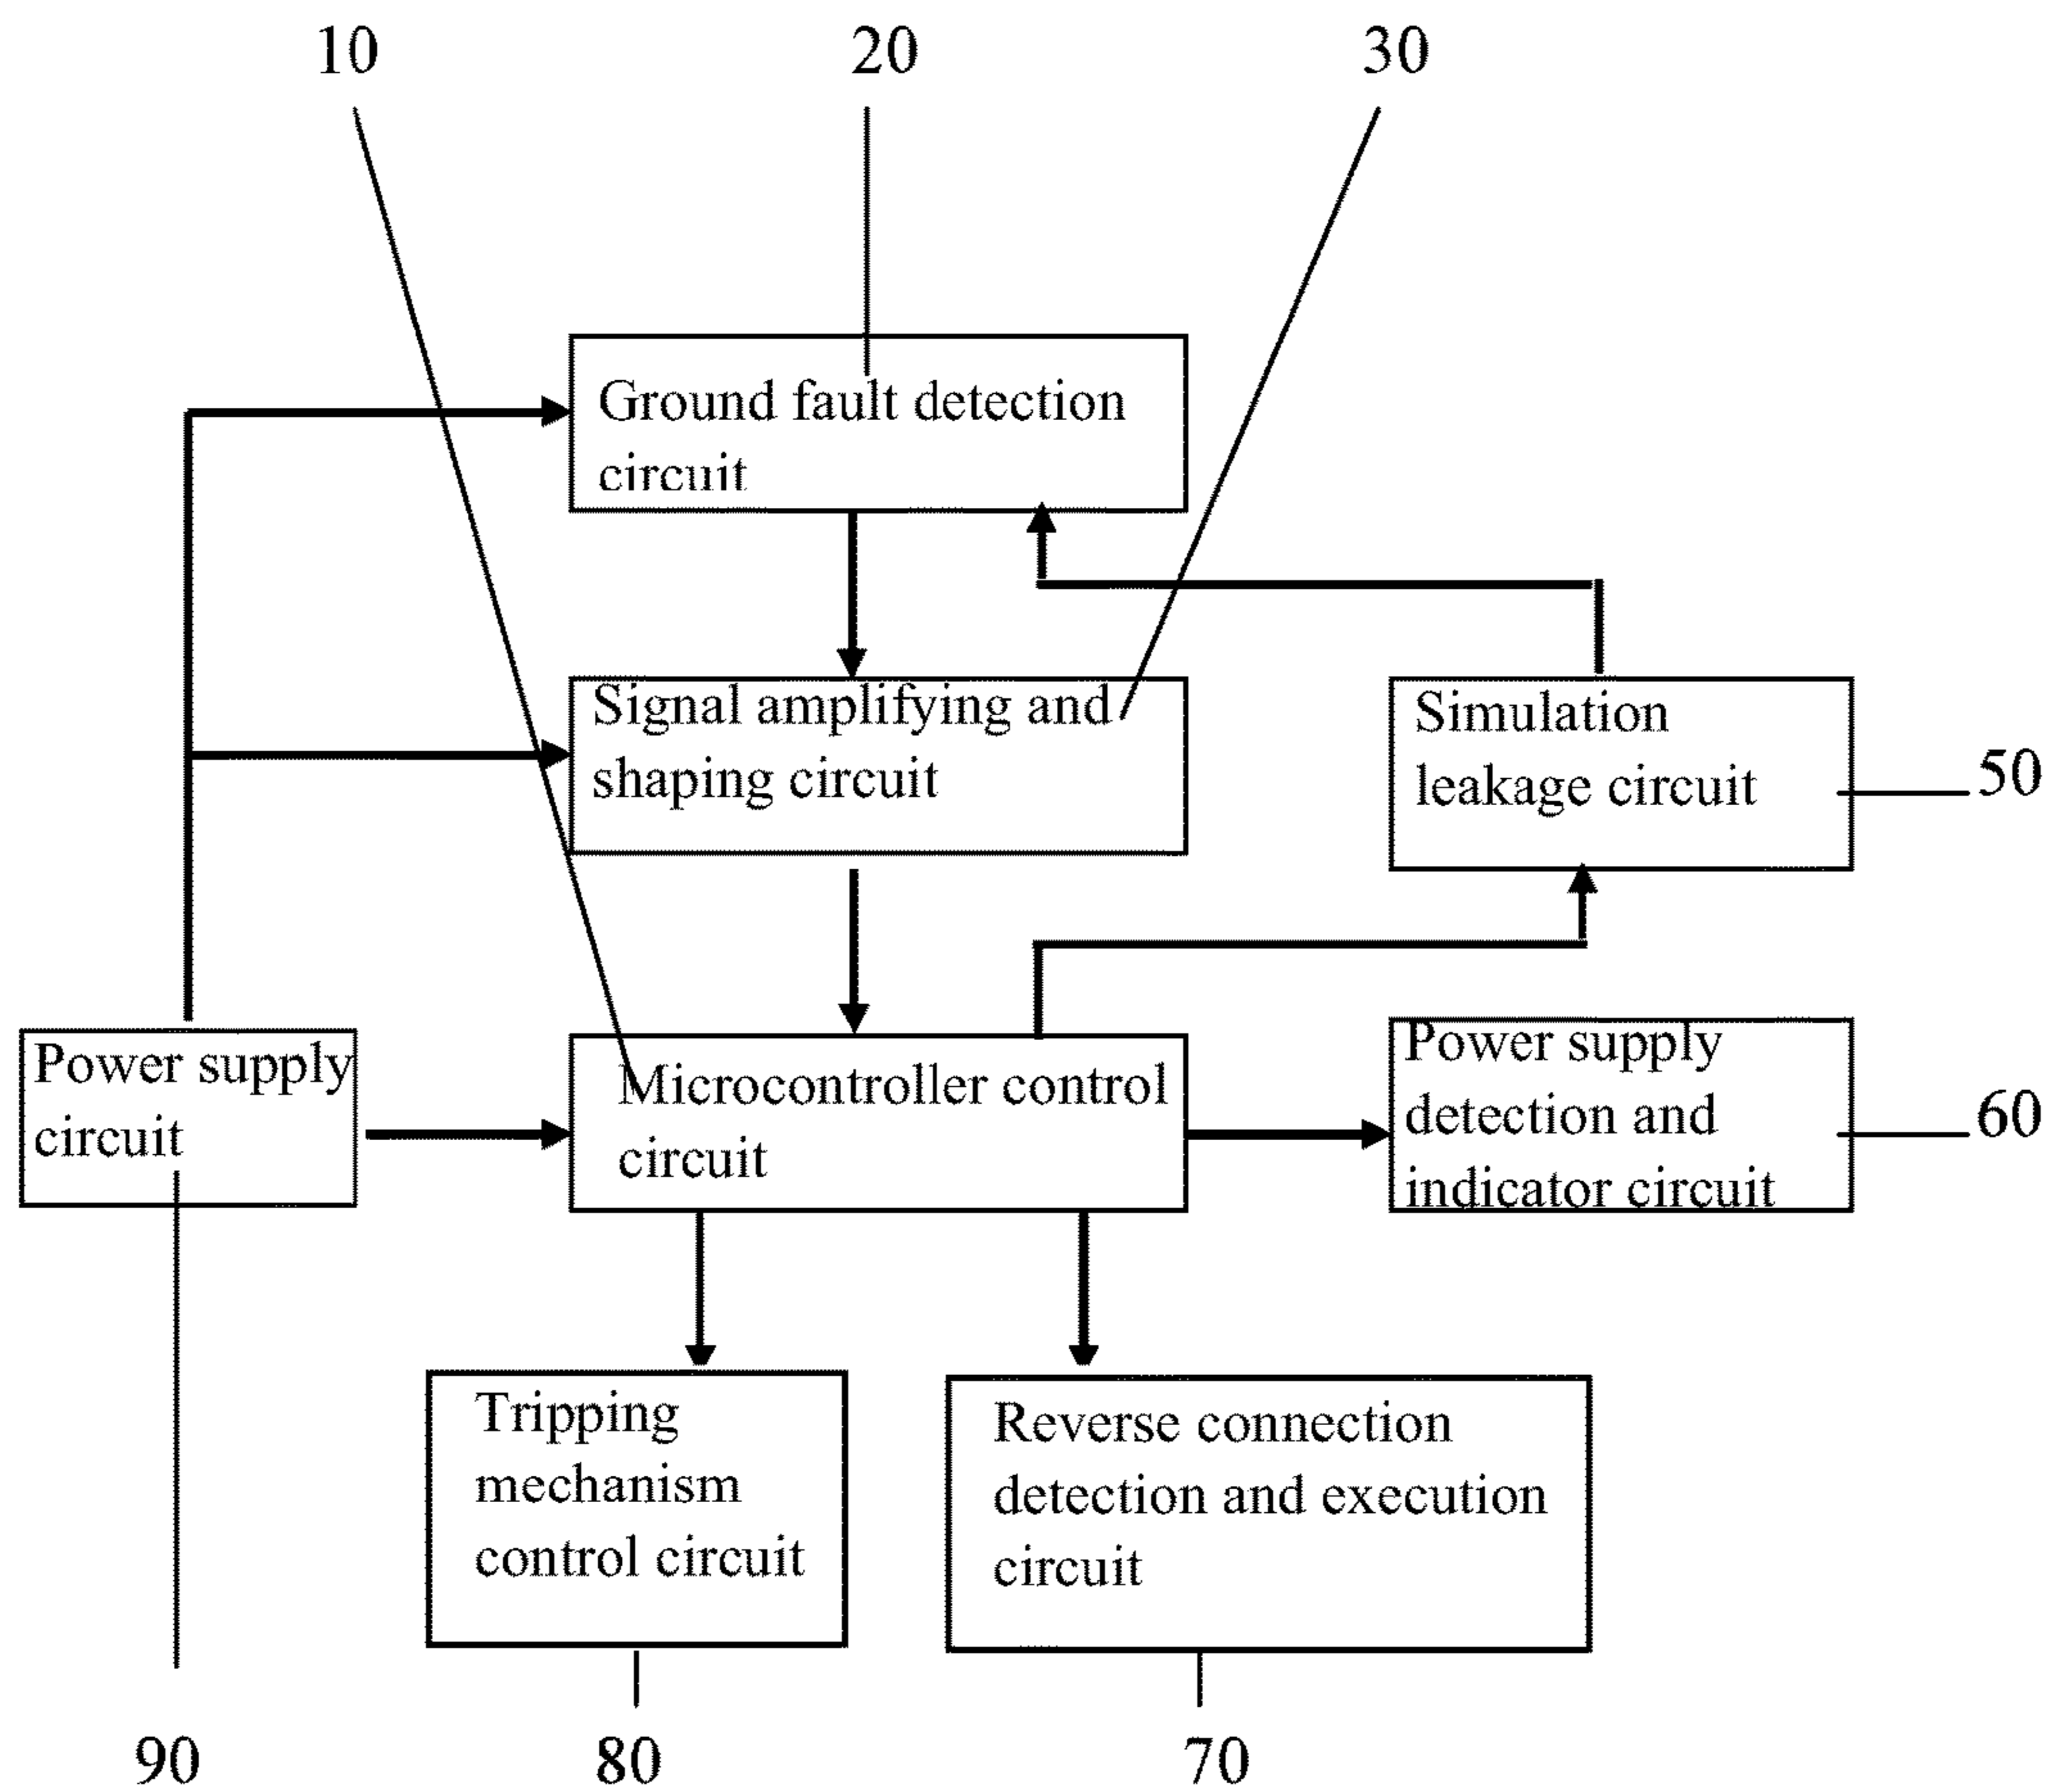 10
20
30
Ground fault detection
circuit
Signal amplifying and
shaping circuit
Simulation
leakage circuit
50
Power supply
circuit
Microcontroller control
circuit
Power supply
detection and
indicator circuit
60
Tripping
mechanism
control circuit
Reverse connection
detection and execution
circuit
90
80
70